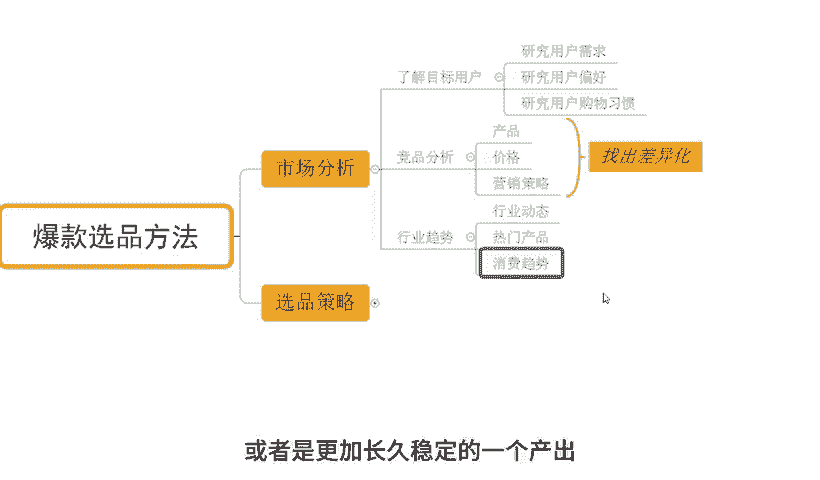 爆款选品方法
市场分析
了解目标用户
研究用户需求
研究用户偏好
研究用户购物习惯
竞品分析
产品
价格
营销策略
找出差异化
行业趋势
行业动态
热门产品
消费趋势
选品策略
或者是更加长久稳定的一个产出